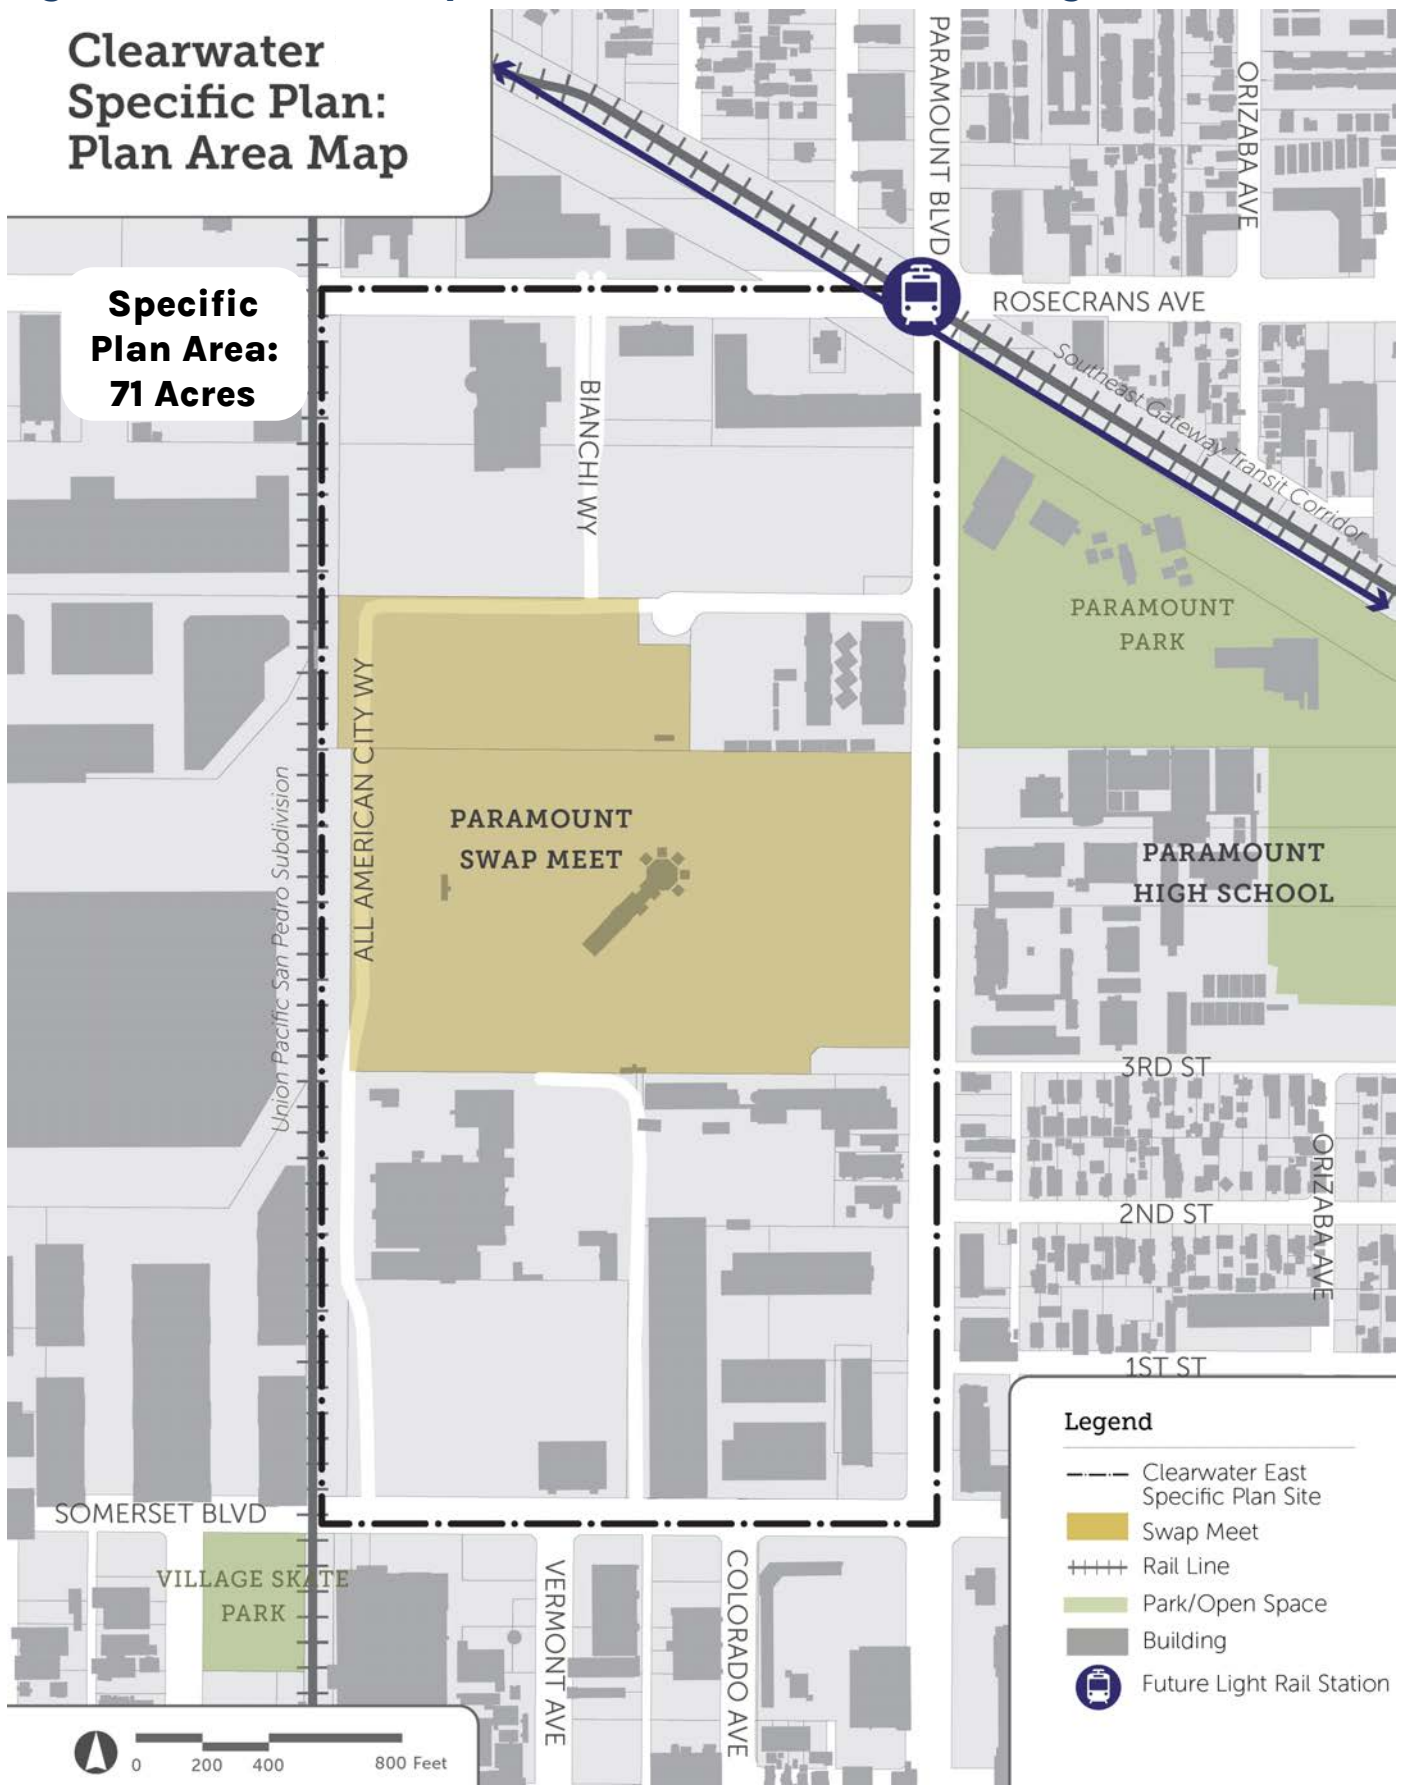 Clearwater
Specific Plan:
Plan Area Map
Specific
Plan Area:
71 Acres
PARAMOUNT BLVD
ORIZABA AVE
ROSECRANS AVE
Southeast Gateway Transit Corridor
BIANCHI WY
PARAMOUNT
PARK
ALL AMERICAN CITY WY
Union Pacific San Pedro Subdivision
PARAMOUNT
SWAP MEET
PARAMOUNT
HIGH SCHOOL
3RD ST
2ND ST
ORIZABA AVE
1ST ST
SOMERSET BLVD
VILLAGE SKATE
PARK
VERMONT AVE
COLORADO AVE
Legend
Clearwater East
Specific Plan Site
Swap Meet
Rail Line
Park/Open Space
Building
Future Light Rail Station
0 200 400 800 Feet